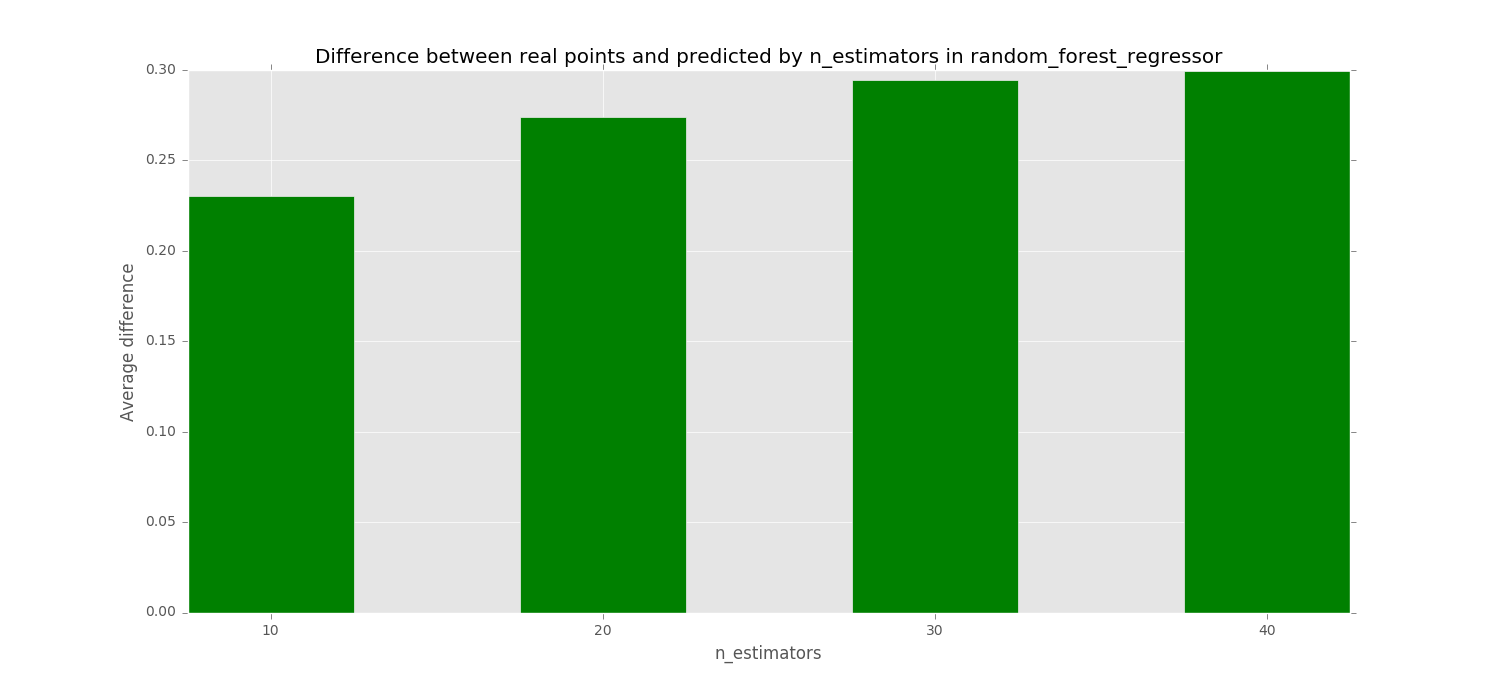 Difference between real points and predicted by n_estimators in random_forest_regressor
0.30
0.25
0.20
0.15
0.10
0.05
0.00
Average difference
10 20 30 40
n_estimators